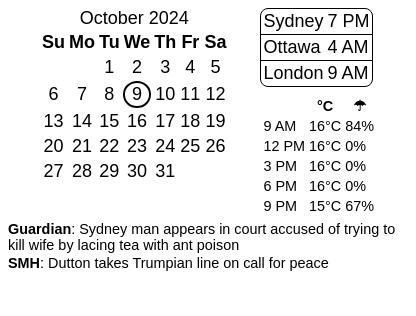 October 2024
Su Mo Tu We Th Fr Sa
1 2 3 4 5
6 7 8 9 10 11 12
13 14 15 16 17 18 19
20 21 22 23 24 25 26
27 28 29 30 31
Sydney 7 PM
Ottawa 4 AM
London 9 AM
°C ☂
9 AM 16°C 84%
12 PM 16°C 0%
3 PM 16°C 0%
6 PM 16°C 0%
9 PM 15°C 67%
Guardian: Sydney man appears in court accused of trying to
kill wife by lacing tea with ant poison
SMH: Dutton takes Trumpian line on call for peace